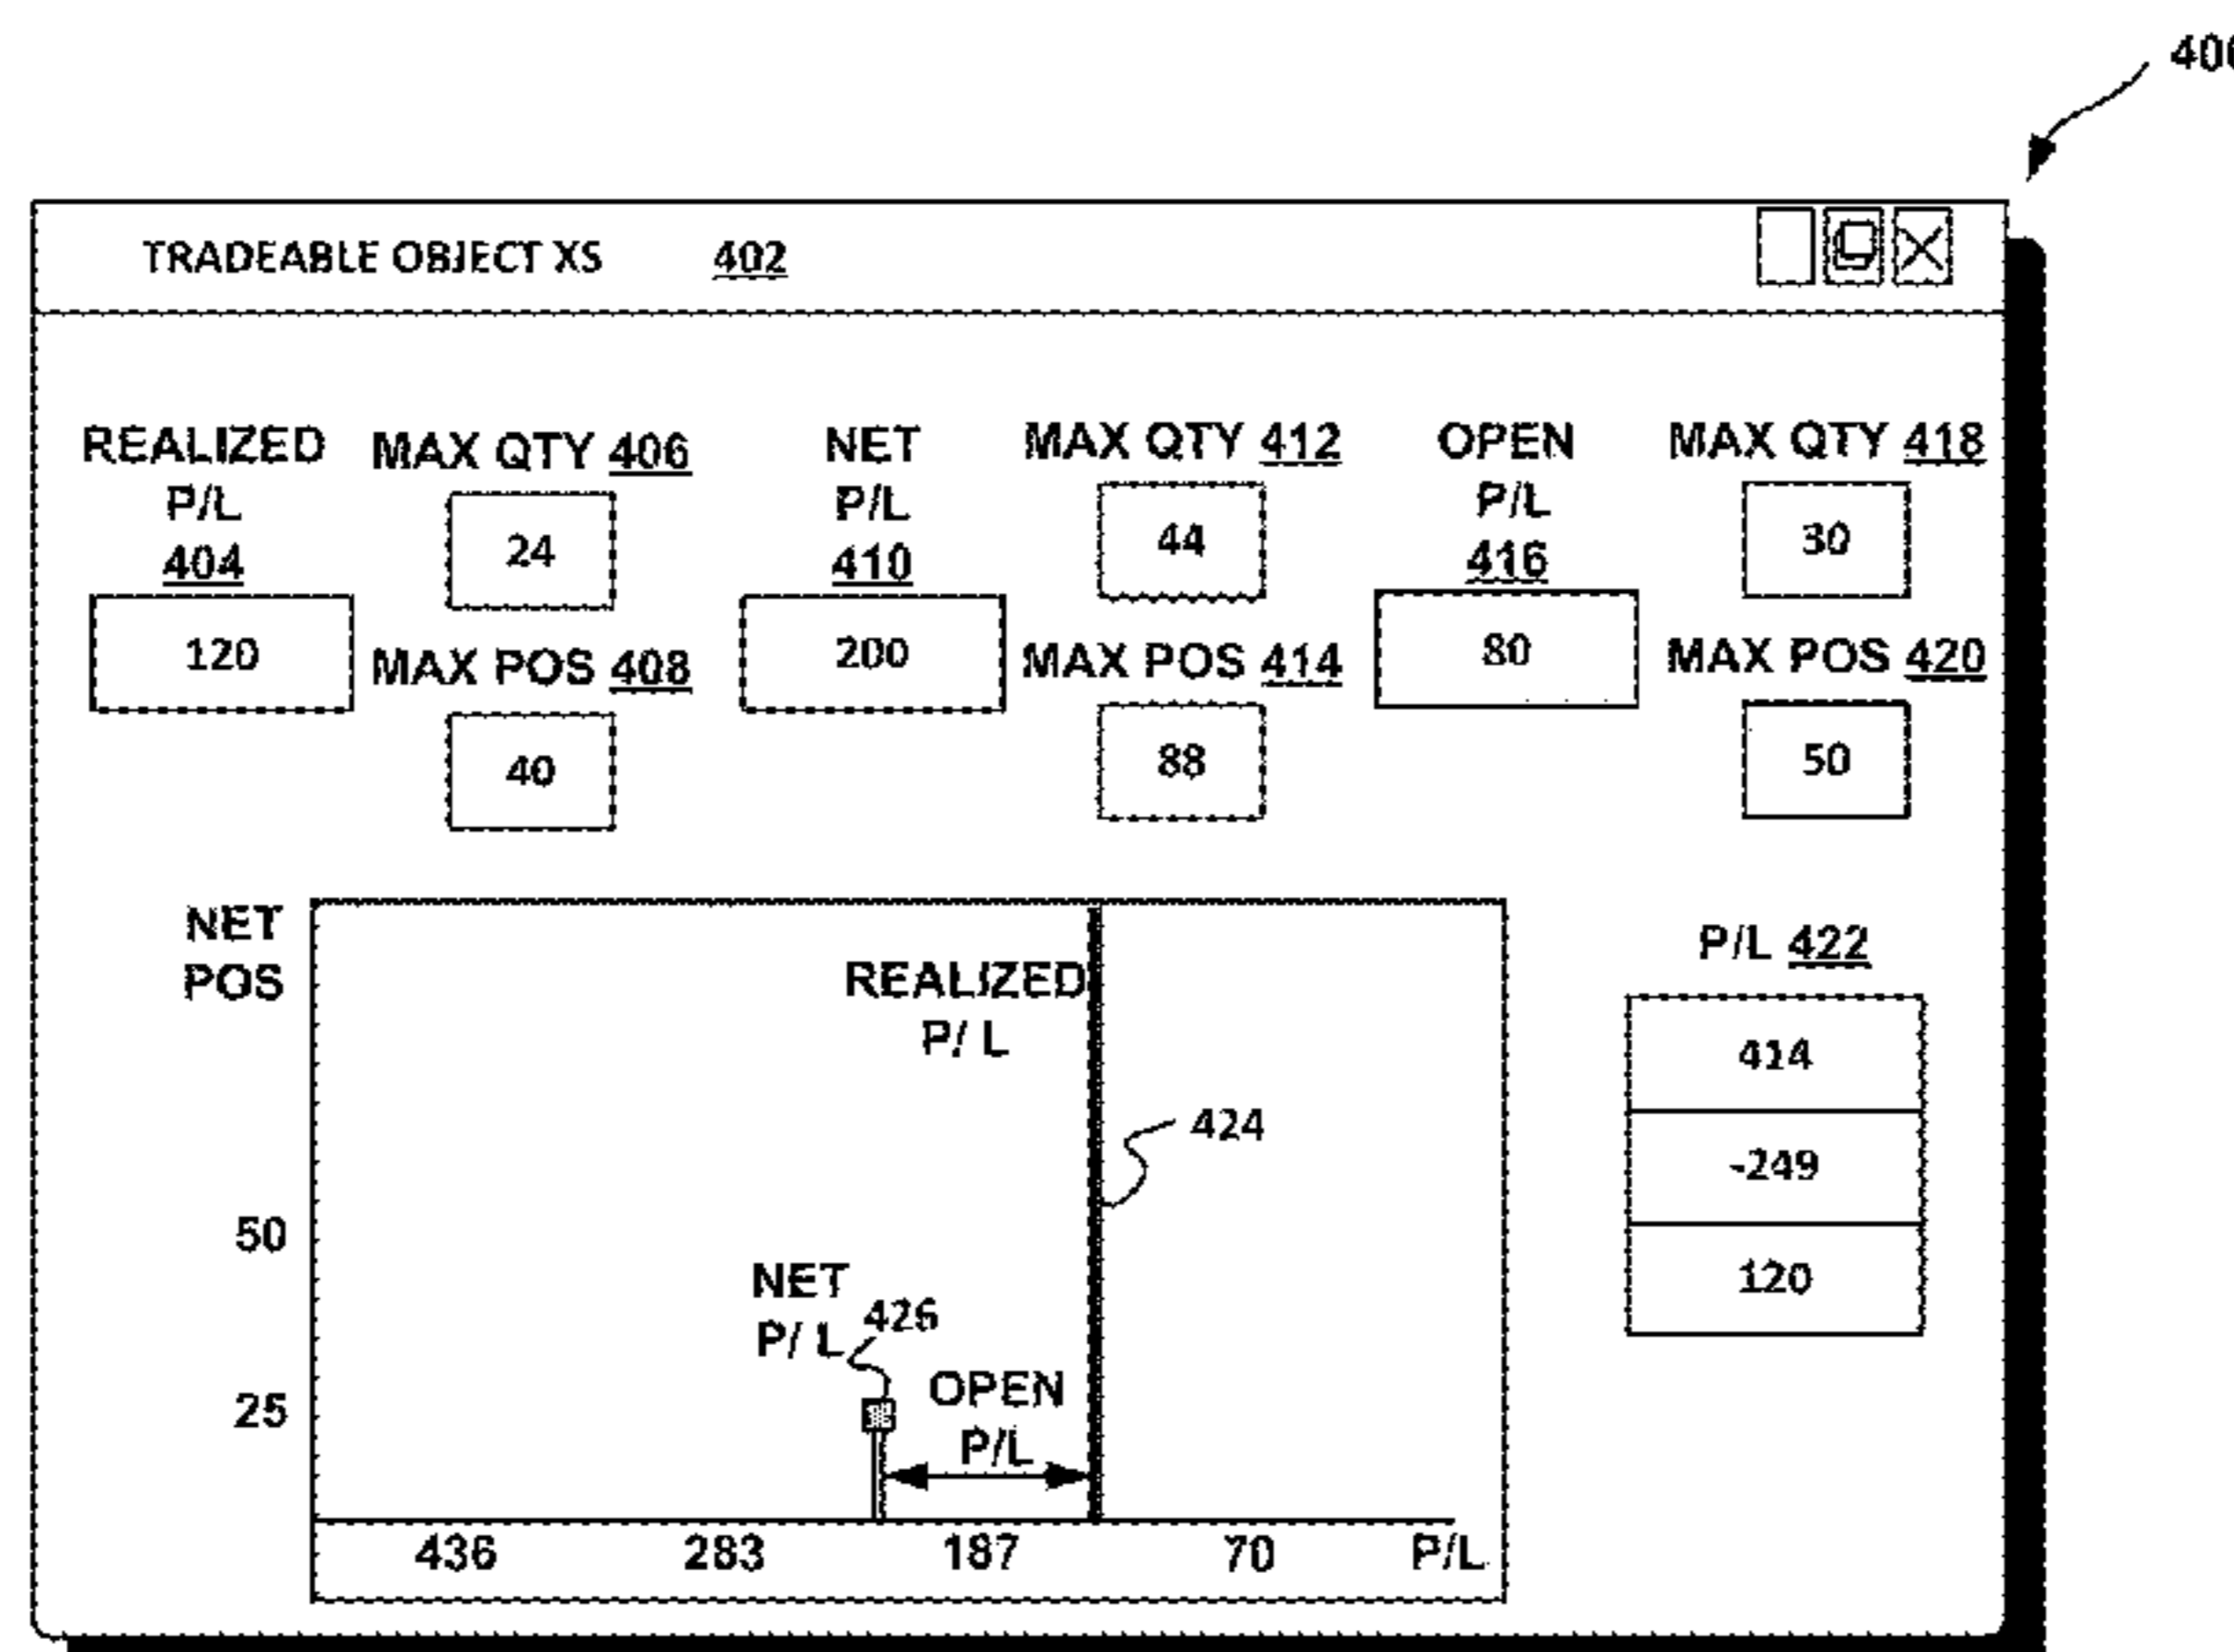 400
TRADEABLE OBJECT XS 402
REALIZED P/L 404
120
MAX QTY 406
24
MAX POS 408
40
NET P/L 410
200
MAX QTY 412
44
MAX POS 414
88
OPEN P/L 416
80
MAX QTY 418
30
MAX POS 420
50
NET POS
50
25
REALIZED P/ L
424
NET P/ L
426
OPEN P/L
436 283 187 70 P/L
P/L 422
414
-249
120